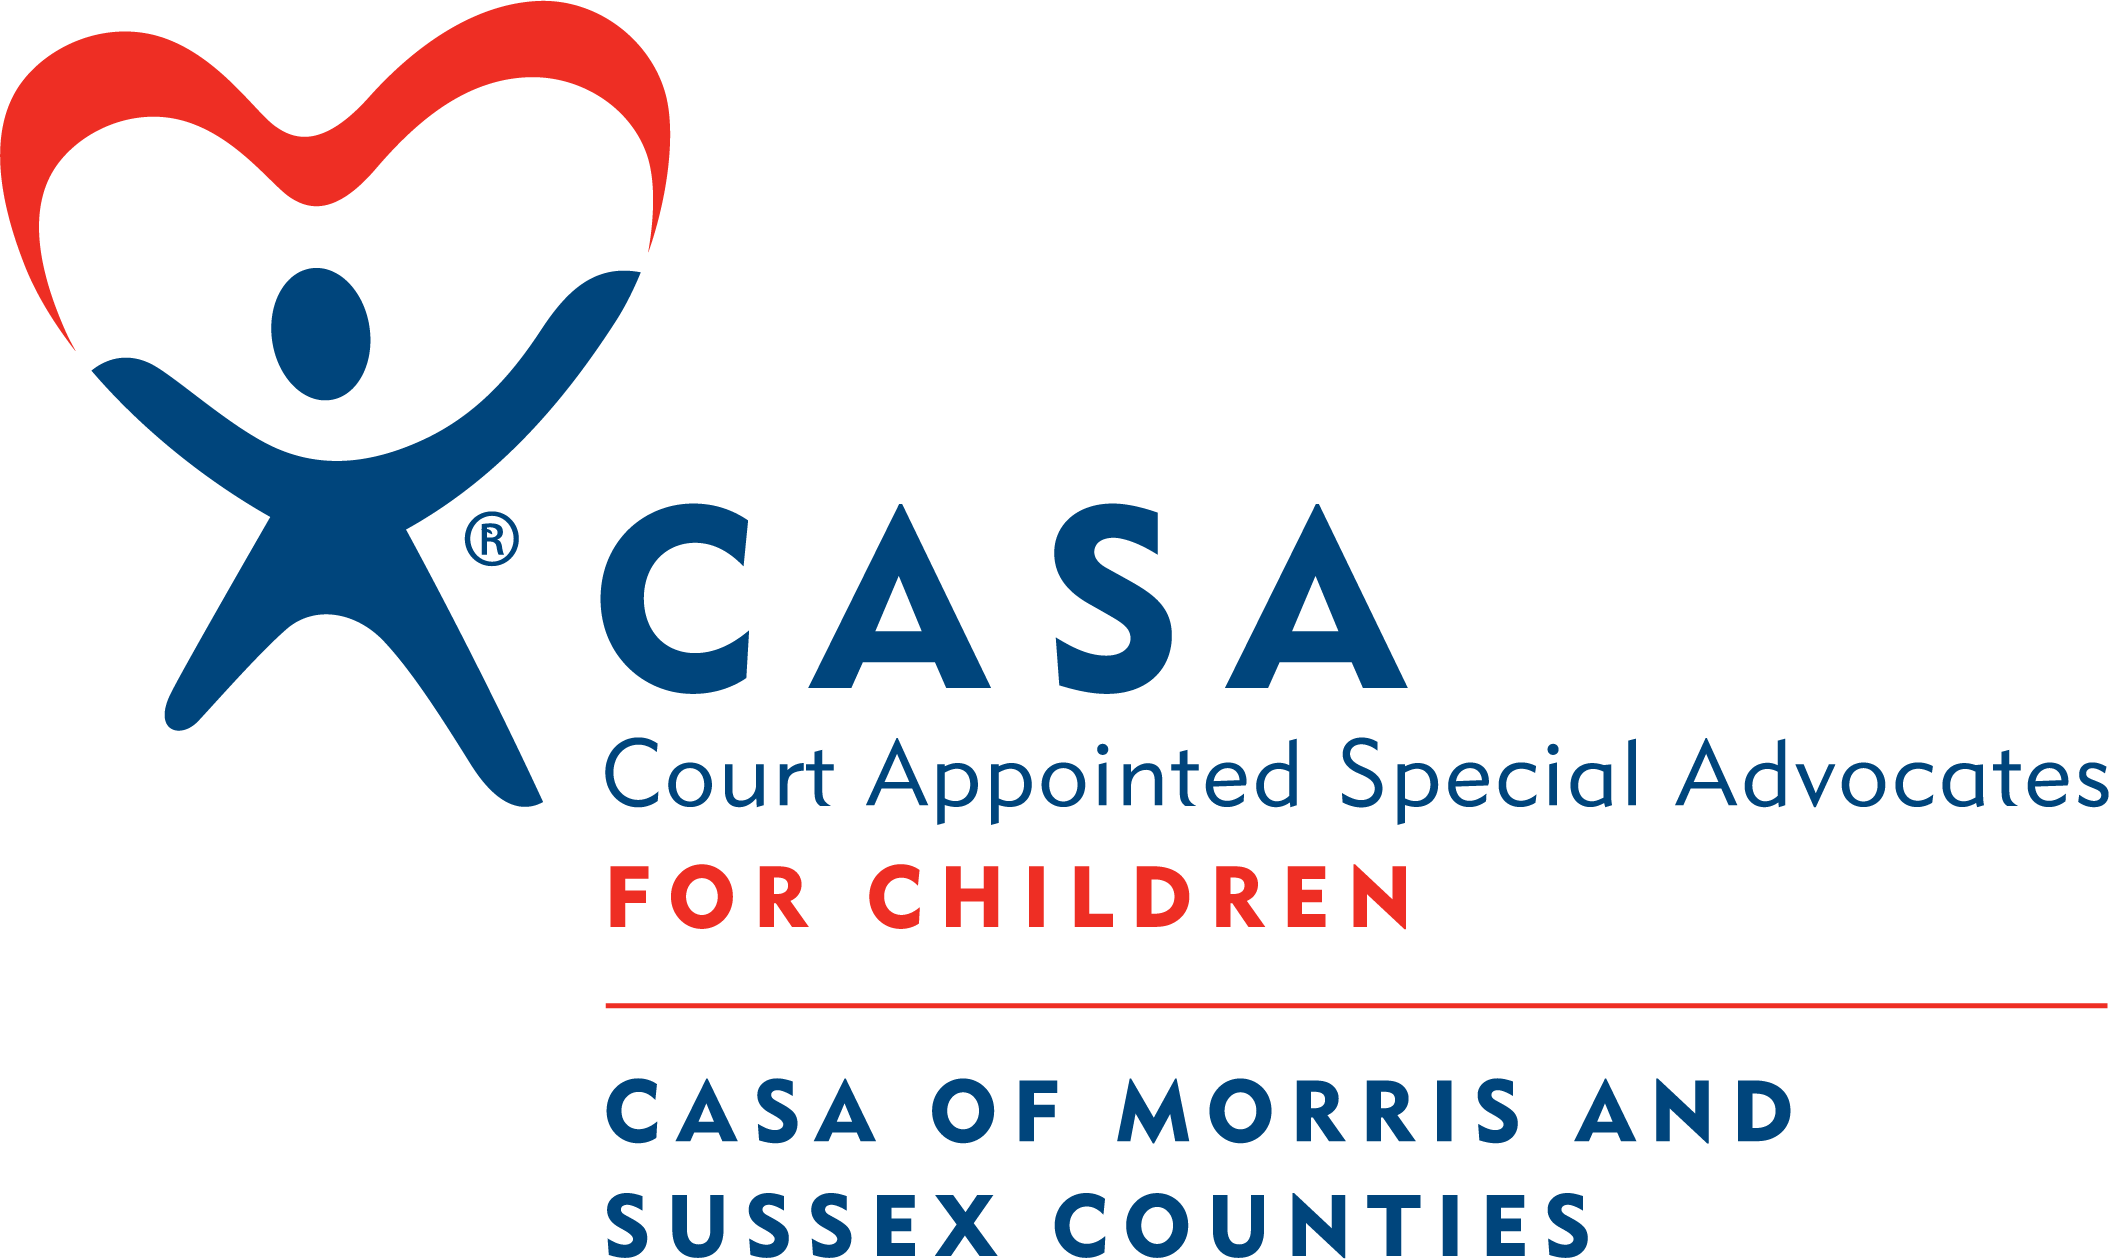 ® CASA
Court Appointed Special Advocates
FOR CHILDREN
CASA OF MORRIS AND
SUSSEX COUNTIES